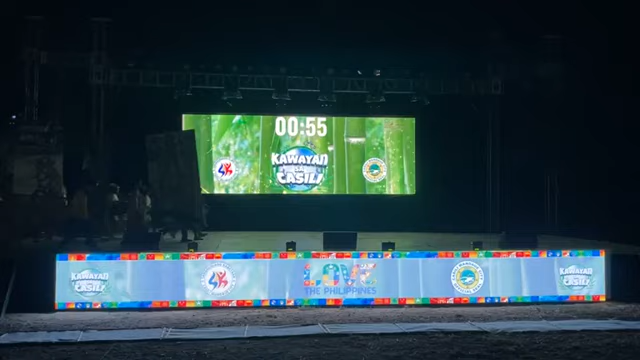 00:55
KAWAYAN
CASILI
KAWAYAN
CASILI
LOVE
THE PHILIPPINES
KAWAYAN
CASILI